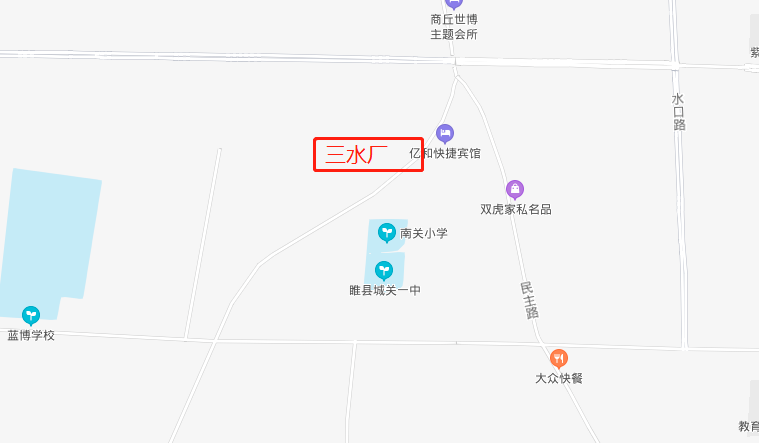 商丘世博
主题会所
紫
水口路
三水厂
亿和快捷宾馆
双虎家私名品
南关小学
睢县城关一中
民主路
蓝博学校
大众快餐
教育